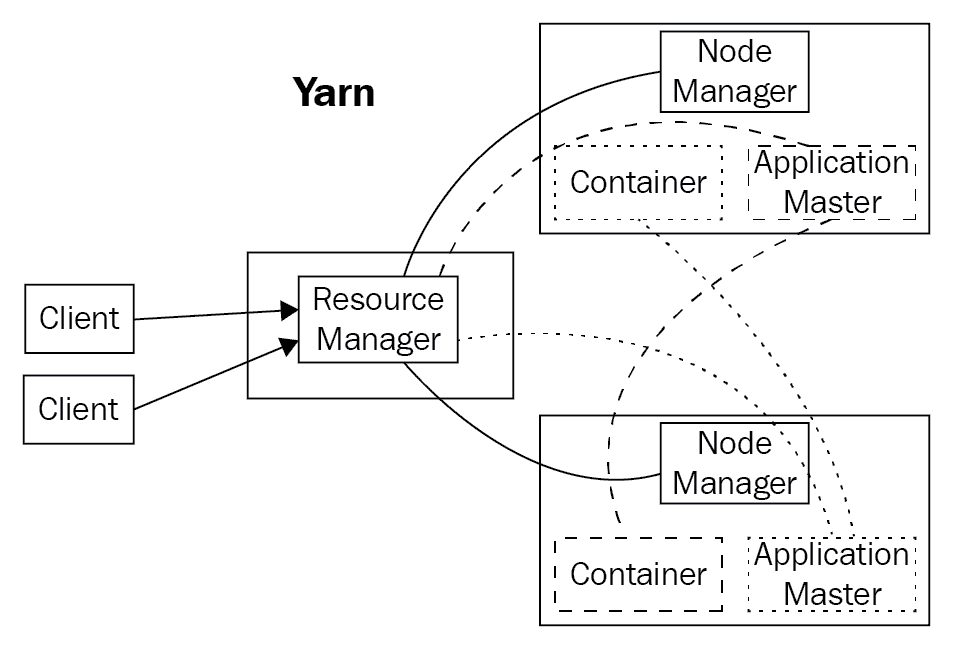 Yarn
Node
Manager
Container
Application
Master
Client
Client
Resource
Manager
Node
Manager
Container
Application
Master